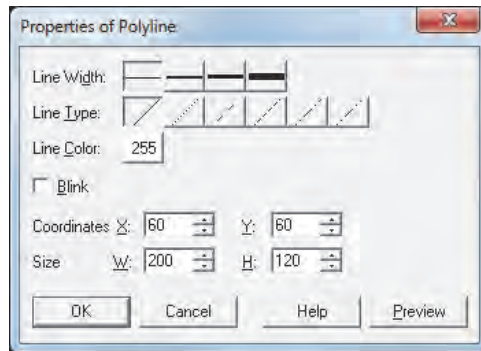 Properties of Polyline
Line Width:
Line Type:
Line Color: 255
Blink
Coordinates X: 60 Y: 60
Size W: 200 H: 120
OK Cancel Help Preview